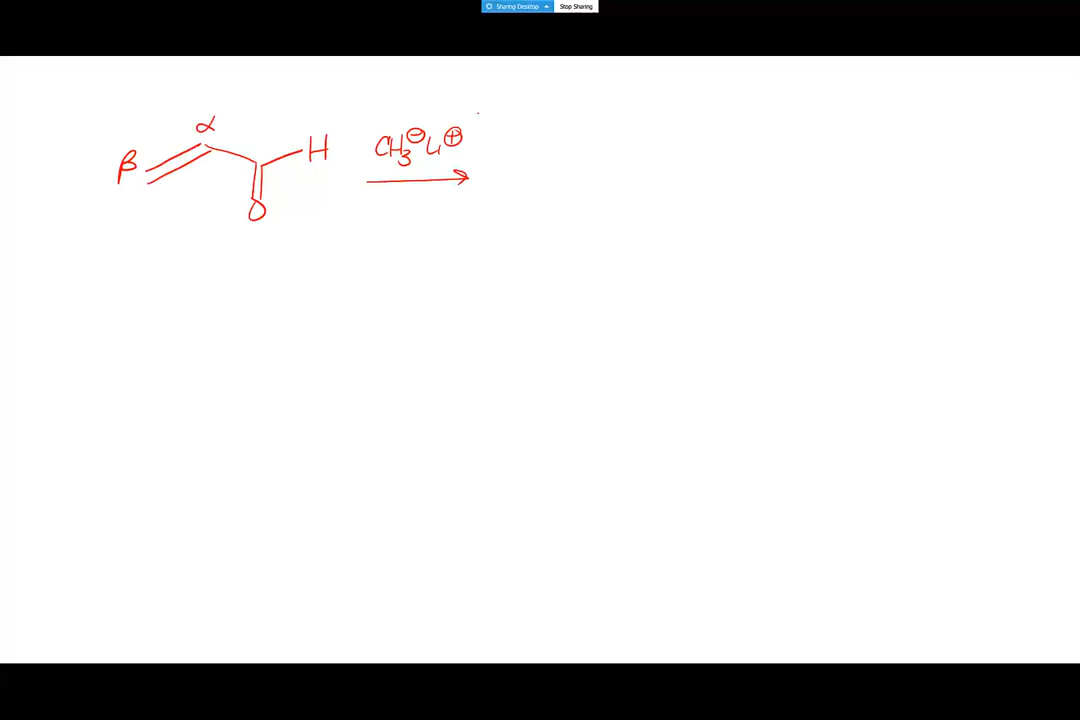 Sharing Desktop Stop Sharing
α
β H CH₃⊖Li⊕
O